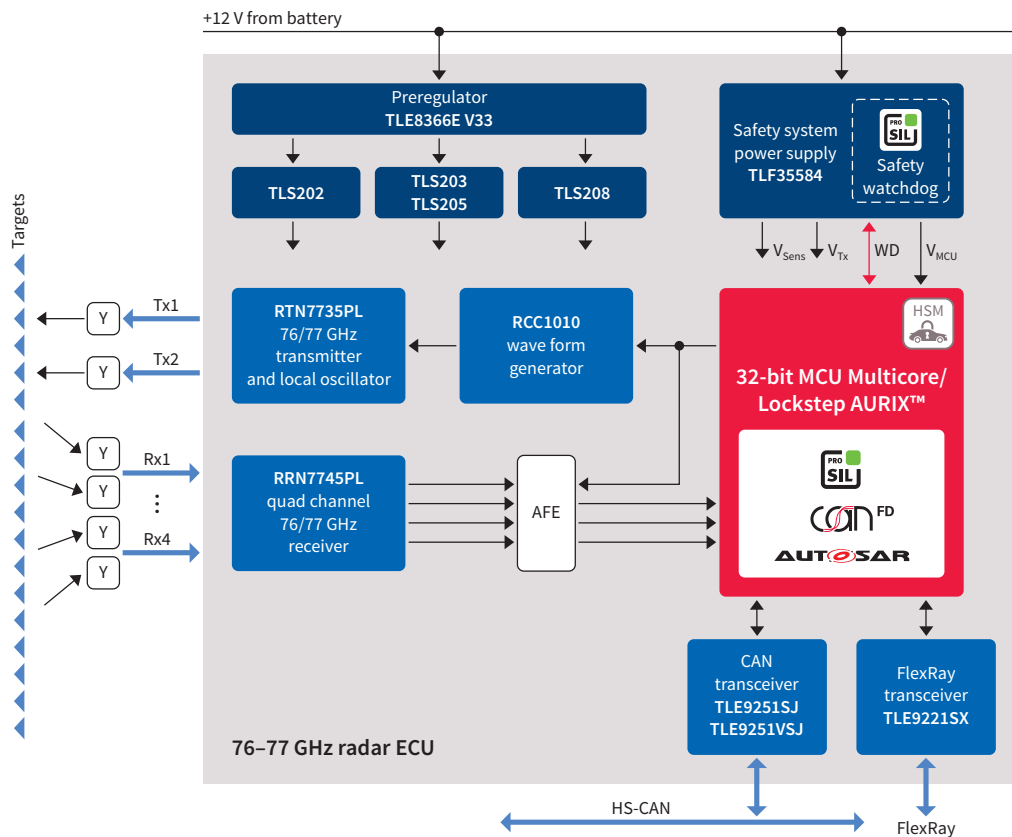 +12 V from battery
Preregulator
TLE8366E V33
Safety system
power supply
TLF35584
PRO
SIL
Safety
watchdog
TLS202
TLS203
TLS205
TLS208
Targets
V_Sens
V_Tx
WD
V_MCU
Tx1
Y
RTN7735PL
76/77 GHz
transmitter
and local oscillator
RCC1010
wave form
generator
HSM
32-bit MCU Multicore/
Lockstep AURIX™
Tx2
Y
Y
Rx1
Y
⋮
Y
Rx4
Y
RRN7745PL
quad channel
76/77 GHz
receiver
AFE
PRO
SIL
CAN FD
AUTOSAR
CAN
transceiver
TLE9251SJ
TLE9251VSJ
FlexRay
transceiver
TLE9221SX
76–77 GHz radar ECU
HS-CAN
FlexRay